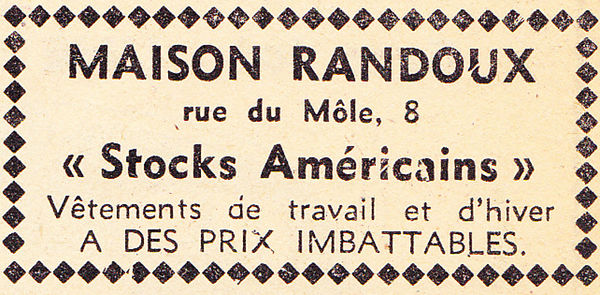 MAISON RANDOUX
rue du Môle, 8
« Stocks Américains »
Vêtements de travail et d'hiver
A DES PRIX IMBATTABLES.